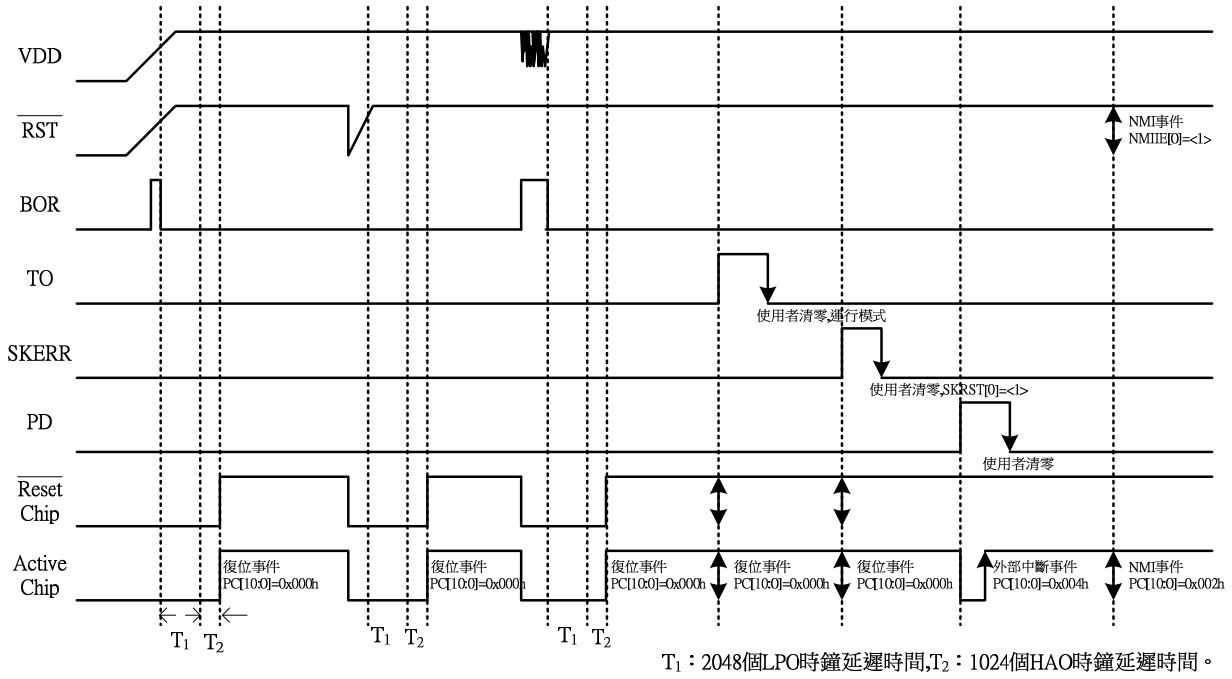 VDD
RST
NMI事件
NMIIE[0]=<1>
BOR
TO
使用者清零,運行模式
SKERR
使用者清零,SKRST[0]=<1>
PD
使用者清零
Reset
Chip
Active
Chip
復位事件
PC[10:0]=0x000h
復位事件
PC[10:0]=0x000h
復位事件
PC[10:0]=0x000h
復位事件
PC[10:0]=0x000h
復位事件
PC[10:0]=0x000h
外部中斷事件
PC[10:0]=0x004h
NMI事件
PC[10:0]=0x002h
T₁ T₂ T₁ T₂ T₁ T₂
T₁：2048個LPO時鐘延遲時間,T₂：1024個HAO時鐘延遲時間。